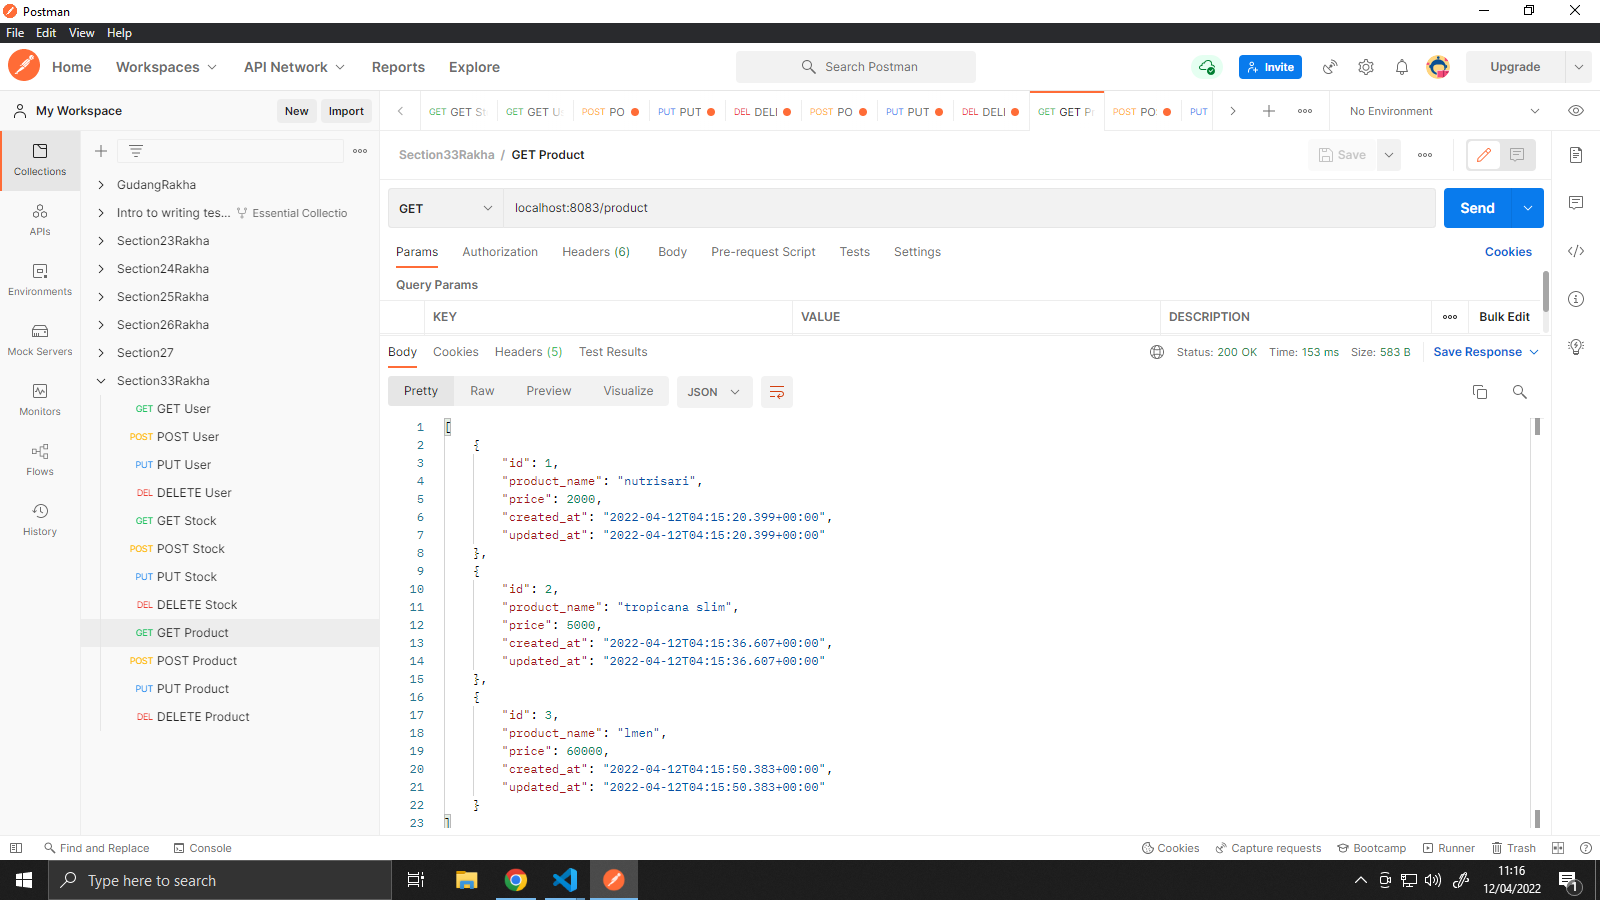 Postman
File Edit View Help
Home Workspaces API Network Reports Explore Search Postman Invite Upgrade
My Workspace New Import
GET GET St GET GET Us POST PO PUT PUT DEL DELI POST PO PUT PUT DEL DELI GET GET Pr POST PO PUT No Environment
Collections
APIs
Environments
Mock Servers
Monitors
Flows
History
GudangRakha
Intro to writing tes... Essential Collectio
Section23Rakha
Section24Rakha
Section25Rakha
Section26Rakha
Section27
Section33Rakha
GET GET User
POST POST User
PUT PUT User
DEL DELETE User
GET GET Stock
POST POST Stock
PUT PUT Stock
DEL DELETE Stock
GET GET Product
POST POST Product
PUT PUT Product
DEL DELETE Product
Section33Rakha / GET Product Save
GET localhost:8083/product Send
Params Authorization Headers (6) Body Pre-request Script Tests Settings Cookies
Query Params
KEY VALUE DESCRIPTION Bulk Edit
Body Cookies Headers (5) Test Results Status: 200 OK Time: 153 ms Size: 583 B Save Response
Pretty Raw Preview Visualize JSON
1 [
2 {
3 "id": 1,
4 "product_name": "nutrisari",
5 "price": 2000,
6 "created_at": "2022-04-12T04:15:20.399+00:00",
7 "updated_at": "2022-04-12T04:15:20.399+00:00"
8 },
9 {
10 "id": 2,
11 "product_name": "tropicana slim",
12 "price": 5000,
13 "created_at": "2022-04-12T04:15:36.607+00:00",
14 "updated_at": "2022-04-12T04:15:36.607+00:00"
15 },
16 {
17 "id": 3,
18 "product_name": "lmen",
19 "price": 60000,
20 "created_at": "2022-04-12T04:15:50.383+00:00",
21 "updated_at": "2022-04-12T04:15:50.383+00:00"
22 }
23 ]
Find and Replace Console Cookies Capture requests Bootcamp Runner Trash
Type here to search
11:16
12/04/2022
1